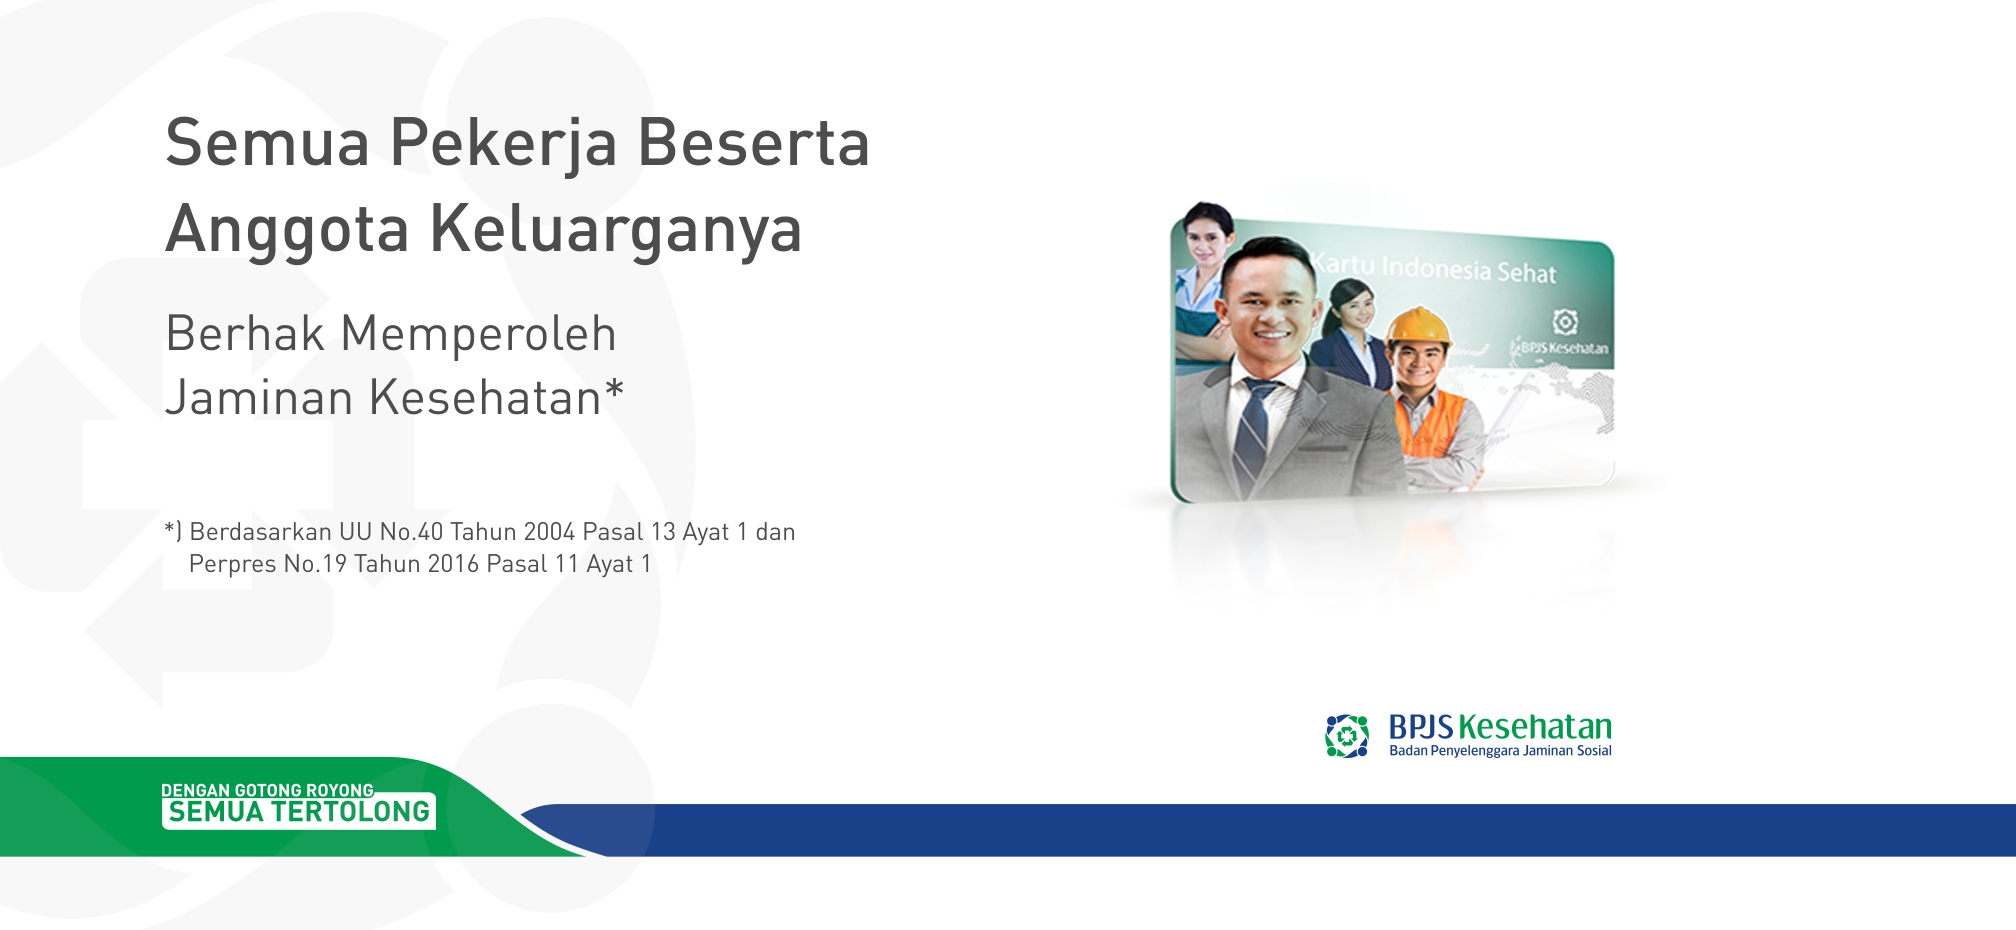 Semua Pekerja Beserta
Anggota Keluarganya
Berhak Memperoleh
Jaminan Kesehatan*
*) Berdasarkan UU No.40 Tahun 2004 Pasal 13 Ayat 1 dan
Perpres No.19 Tahun 2016 Pasal 11 Ayat 1
Kartu Indonesia Sehat
BPJS Kesehatan
BPJS Kesehatan
Badan Penyelenggara Jaminan Sosial
DENGAN GOTONG ROYONG
SEMUA TERTOLONG